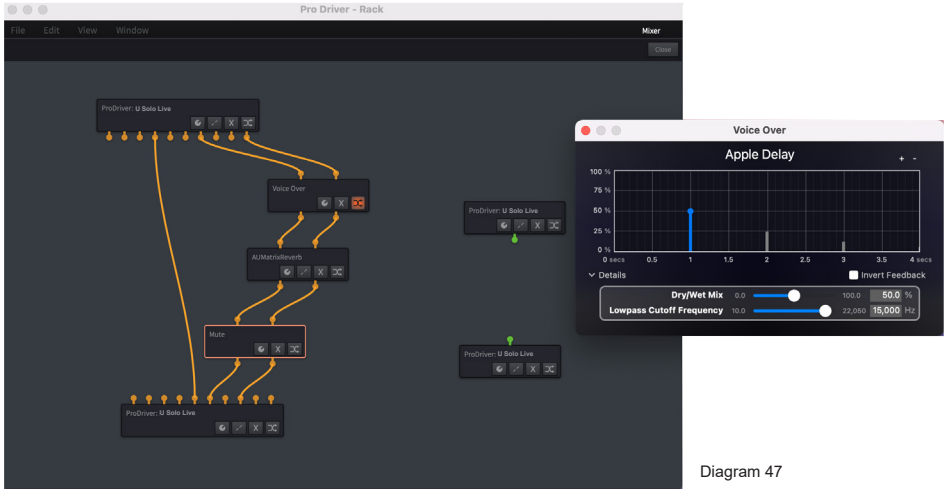 Pro Driver - Rack
File Edit View Window Mixer
Close
ProDriver: U Solo Live
X
Voice Over
X
AUMatrixReverb
X
Mute
X
ProDriver: U Solo Live
X
ProDriver: U Solo Live
X
ProDriver: U Solo Live
X
Voice Over
Apple Delay
+ -
100 %
75 %
50 %
25 %
0 %
0 secs 0.5 1 1.5 2 2.5 3 3.5 4 secs
Details Invert Feedback
Dry/Wet Mix 0.0 100.0 50.0 %
Lowpass Cutoff Frequency 10.0 22,050 15,000 Hz
Diagram 47